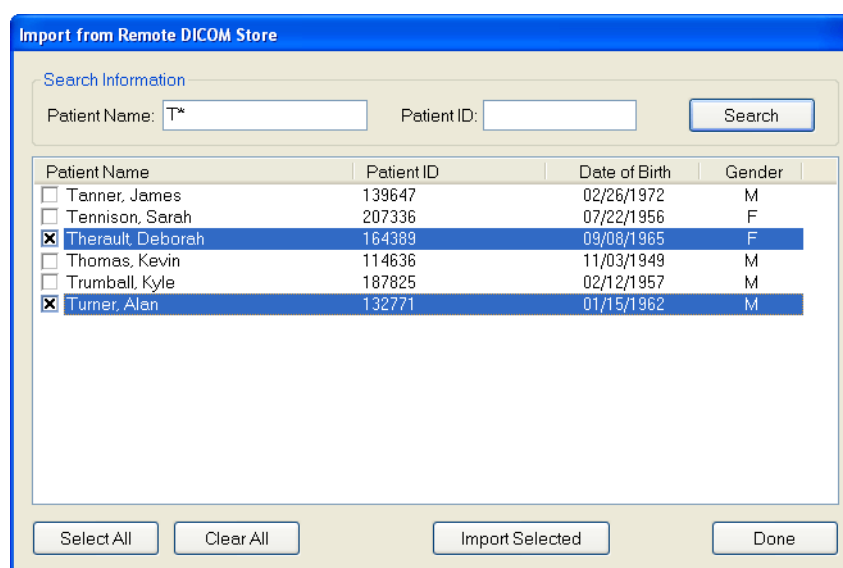 Import from Remote DICOM Store
Search Information
Patient Name: T* Patient ID: Search
Patient Name Patient ID Date of Birth Gender
Tanner, James 139647 02/26/1972 M
Tennison, Sarah 207336 07/22/1956 F
Therault, Deborah 164389 09/08/1965 F
Thomas, Kevin 114636 11/03/1949 M
Trumball, Kyle 187825 02/12/1957 M
Turner, Alan 132771 01/15/1962 M
Select All Clear All Import Selected Done